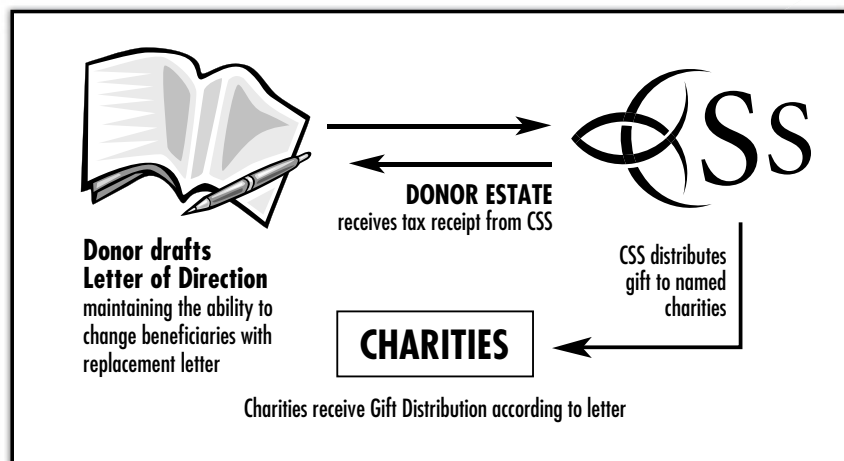 CSS
DONOR ESTATE
receives tax receipt from CSS
Donor drafts
Letter of Direction
maintaining the ability to
change beneficiaries with
replacement letter
CSS distributes
gift to named
charities
CHARITIES
Charities receive Gift Distribution according to letter